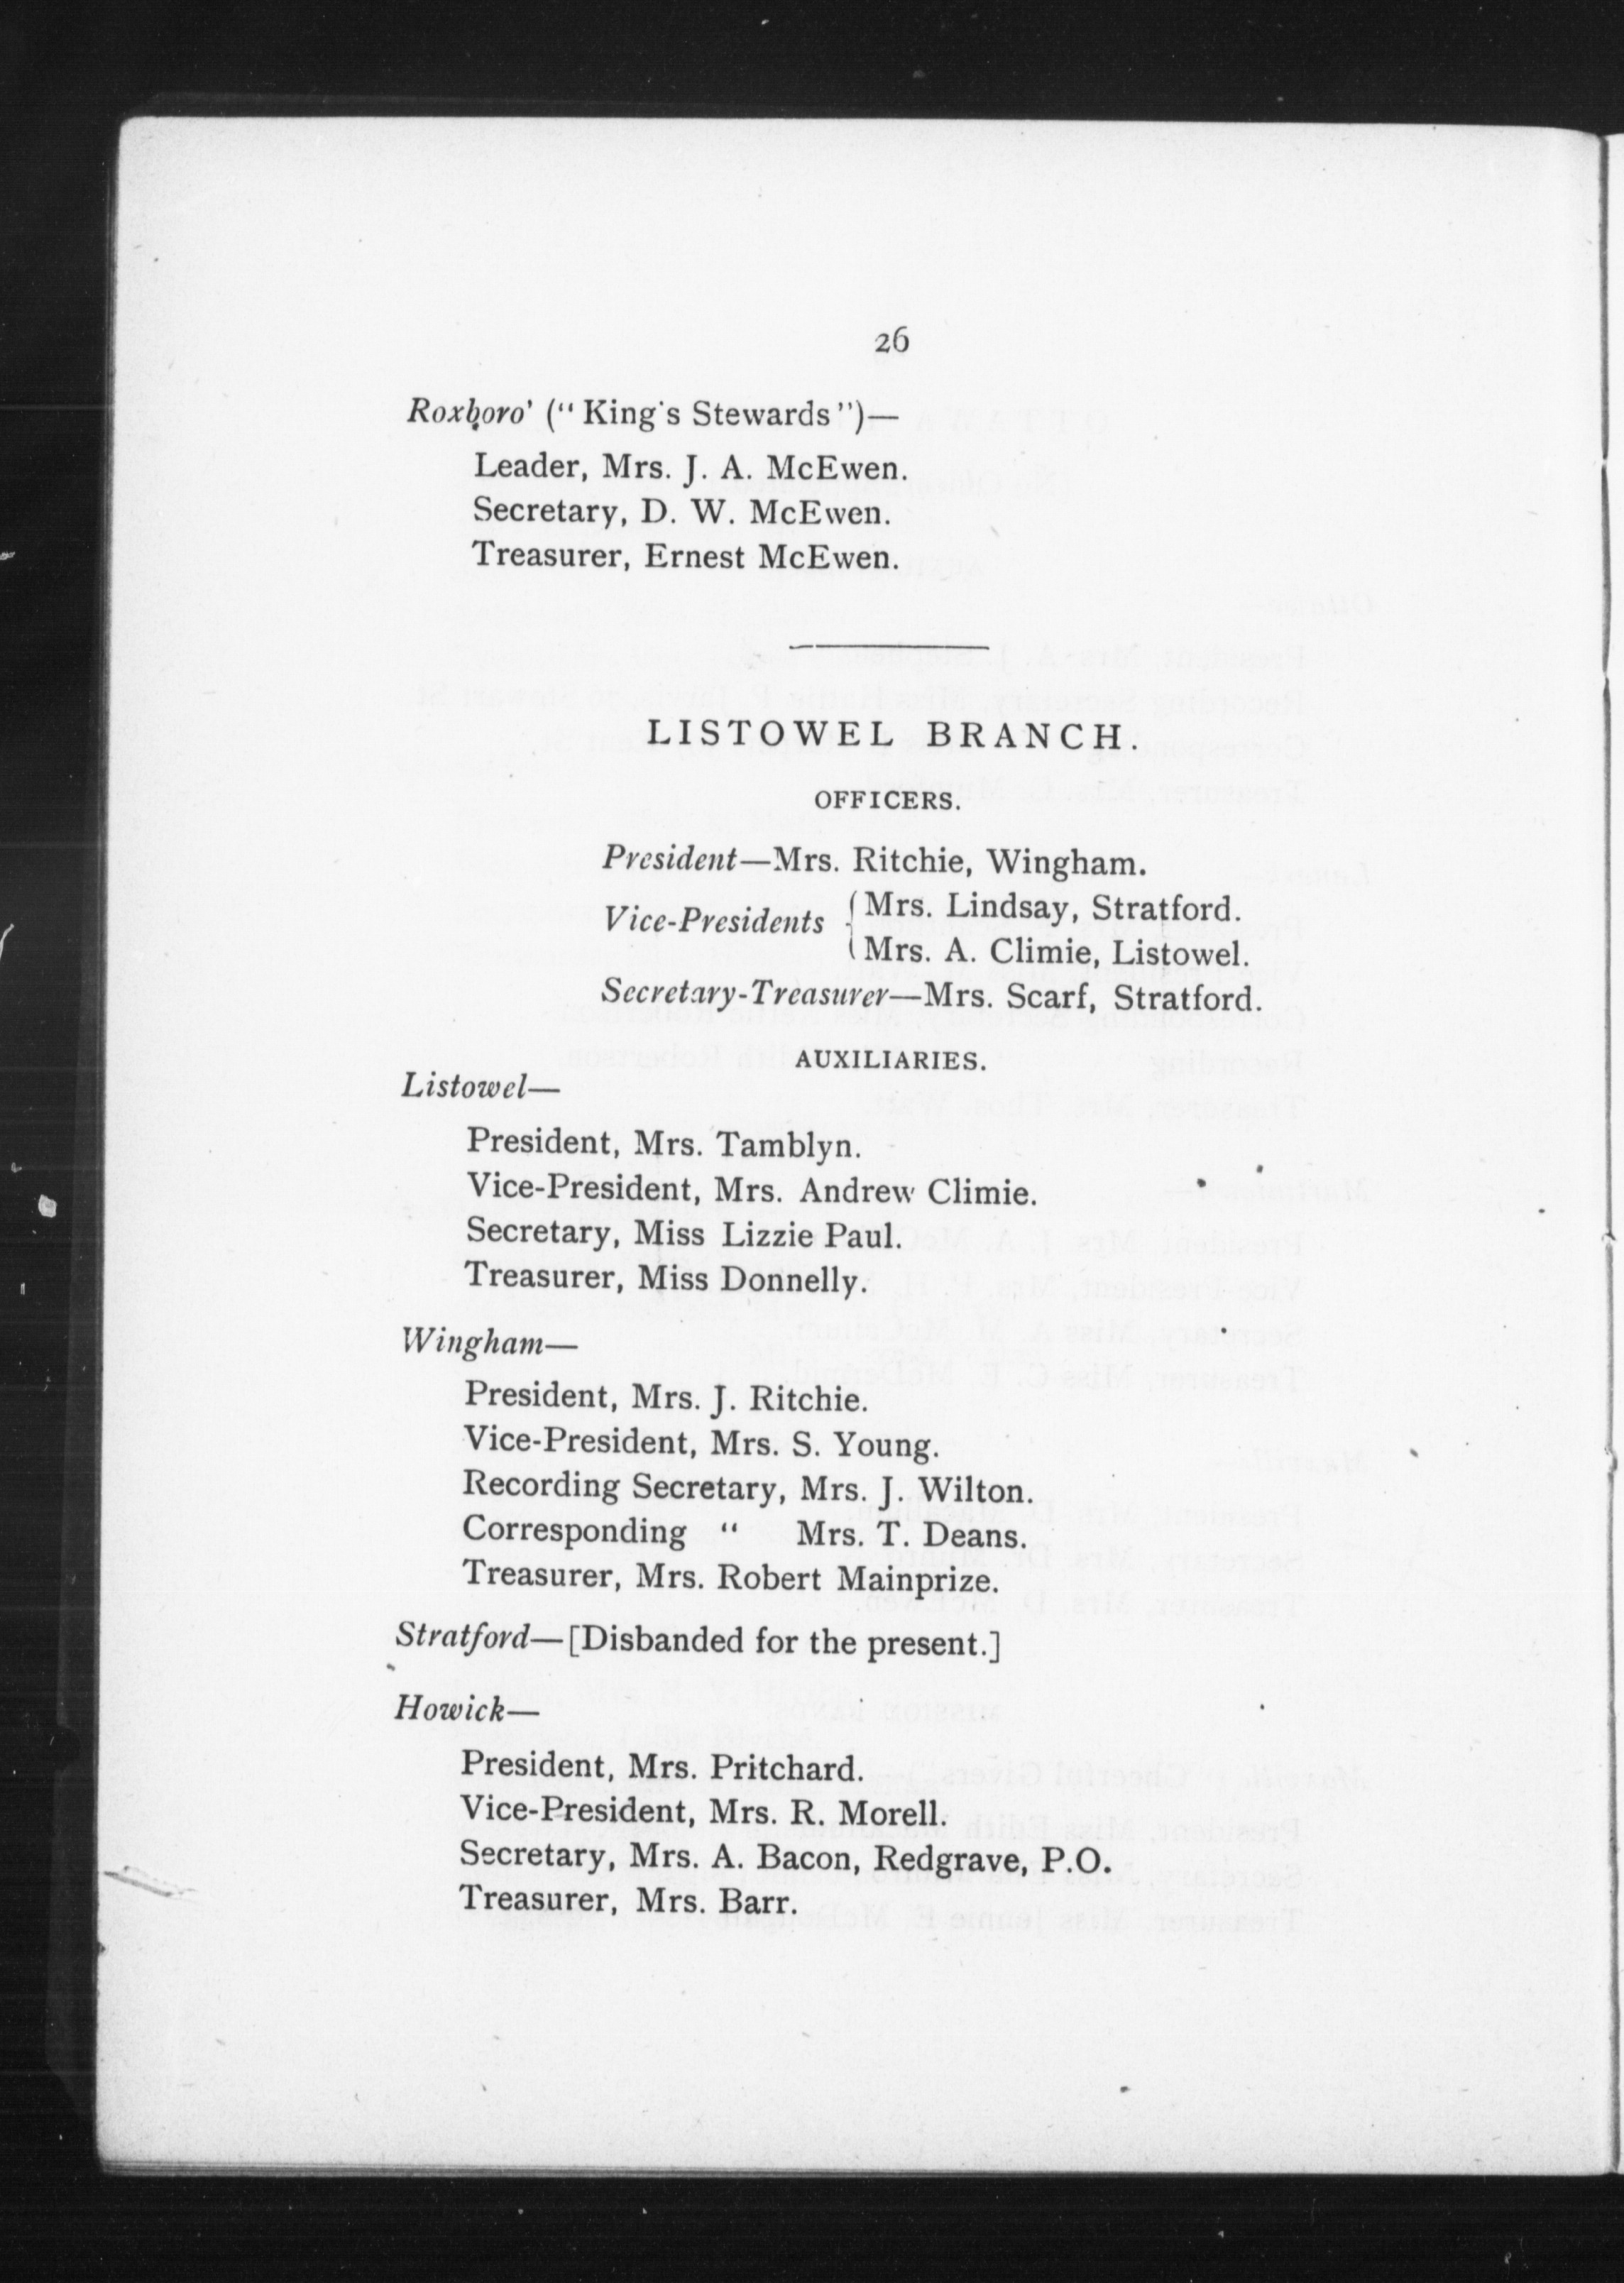 26
Roxboro' (“ King's Stewards ”)—
Leader, Mrs. J. A. McEwen.
Secretary, D. W. McEwen.
Treasurer, Ernest McEwen.
LISTOWEL BRANCH.
OFFICERS.
President—Mrs. Ritchie, Wingham.
Vice-Presidents { Mrs. Lindsay, Stratford.
Mrs. A. Climie, Listowel.
Secretary-Treasurer—Mrs. Scarf, Stratford.
AUXILIARIES.
Listowel—
President, Mrs. Tamblyn.
Vice-President, Mrs. Andrew Climie.
Secretary, Miss Lizzie Paul.
Treasurer, Miss Donnelly.
Wingham—
President, Mrs. J. Ritchie.
Vice-President, Mrs. S. Young.
Recording Secretary, Mrs. J. Wilton.
Corresponding “ Mrs. T. Deans.
Treasurer, Mrs. Robert Mainprize.
Stratford—[Disbanded for the present.]
Howick—
President, Mrs. Pritchard.
Vice-President, Mrs. R. Morell.
Secretary, Mrs. A. Bacon, Redgrave, P.O.
Treasurer, Mrs. Barr.